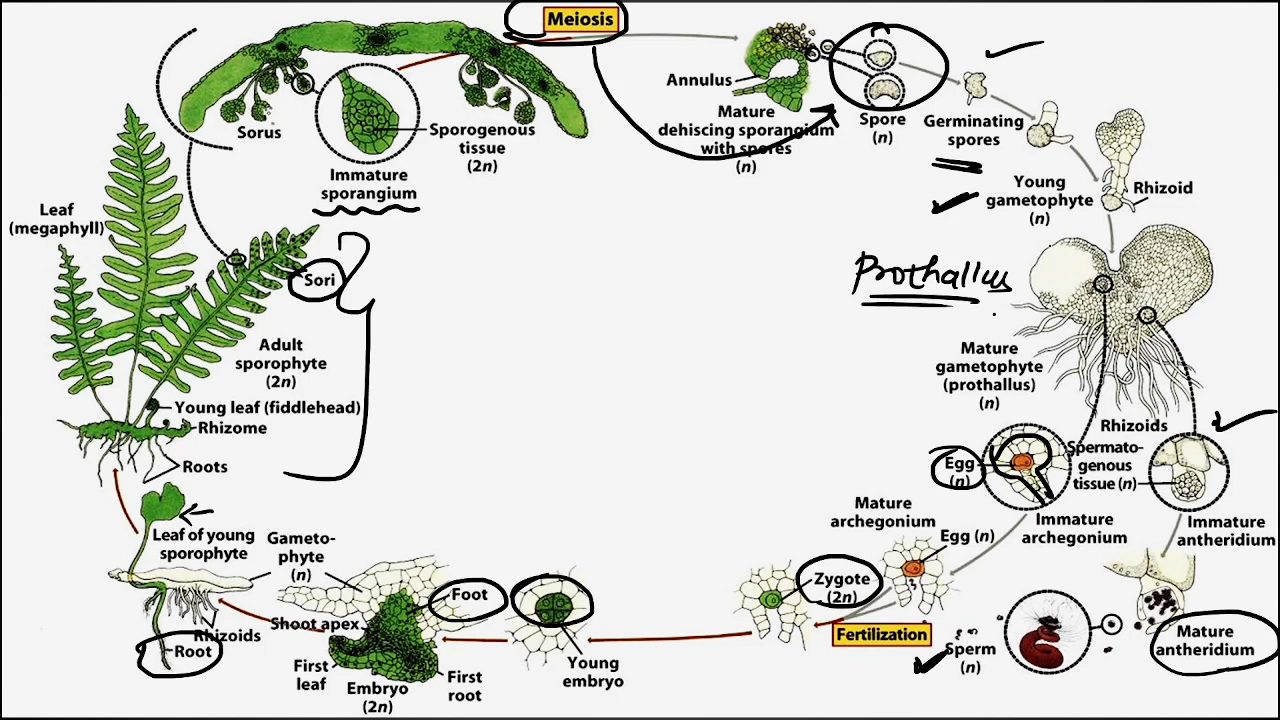 Meiosis
Annulus
Mature
dehiscing sporangium
with spores
(n)
Spore
(n)
Germinating
spores
Sorus
Sporogenous
tissue
(2n)
Immature
sporangium
Young
gametophyte
(n)
Rhizoid
Leaf
(megaphyll)
Sori
Prothallus
Adult
sporophyte
(2n)
Mature
gametophyte
(prothallus)
(n)
Young leaf (fiddlehead)
Rhizome
Roots
Rhizoids
Egg
(n)
Spermato-
genous
tissue (n)
Immature
archegonium
Immature
antheridium
Mature
archegonium
Egg (n)
Leaf of young
sporophyte
Gameto-
phyte
(n)
Foot
Zygote
(2n)
Fertilization
Shoot apex
Rhizoids
Root
First
leaf
Embryo
(2n)
First
root
Young
embryo
Sperm
(n)
Mature
antheridium